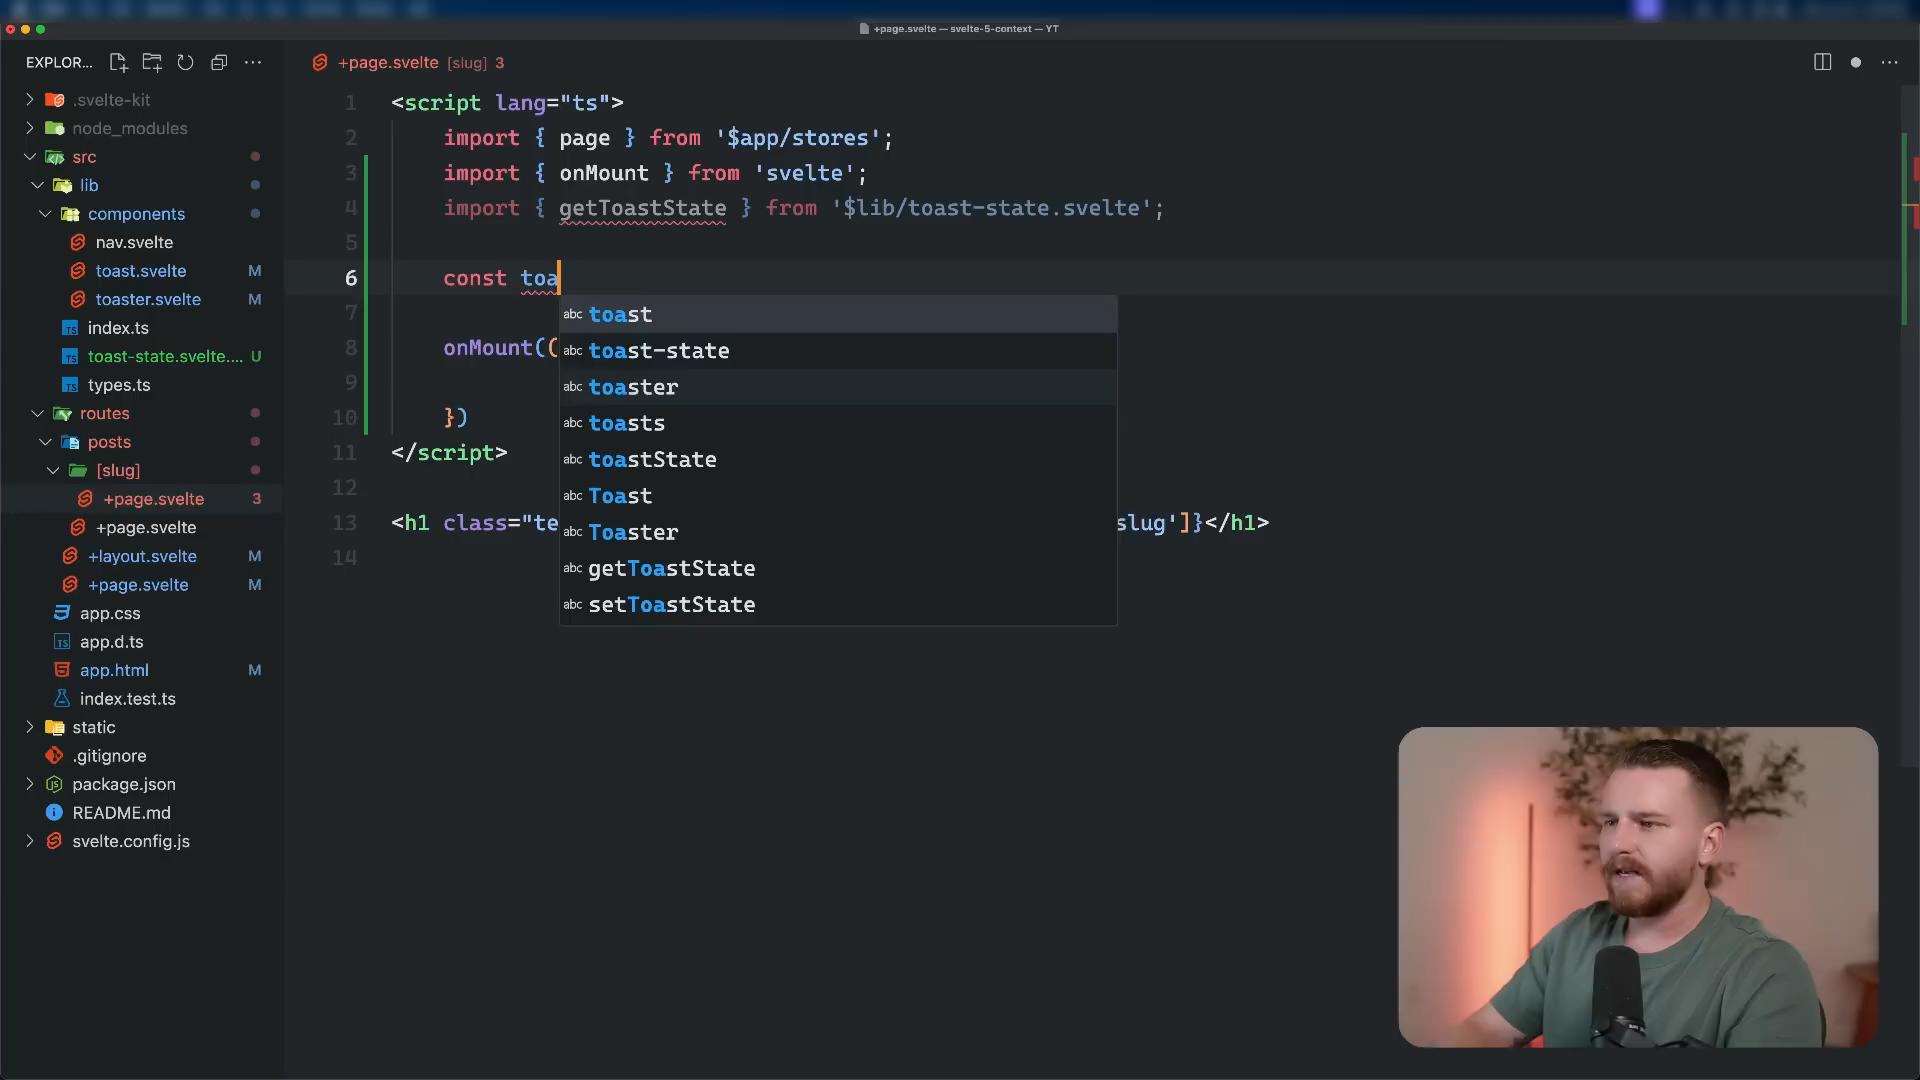 +page.svelte — svelte-5-context — YT
EXPLOR...
+page.svelte [slug] 3
.svelte-kit
node_modules
src
lib
components
nav.svelte
toast.svelte M
toaster.svelte M
index.ts
toast-state.svelte.... U
types.ts
routes
posts
[slug]
+page.svelte 3
+page.svelte
+layout.svelte M
+page.svelte M
app.css
app.d.ts
app.html M
index.test.ts
static
.gitignore
package.json
README.md
svelte.config.js
1 <script lang="ts">
2 import { page } from '$app/stores';
3 import { onMount } from 'svelte';
4 import { getToastState } from '$lib/toast-state.svelte';
5
6 const toa
7
8 onMount((
9
10 })
11 </script>
12
13 <h1 class="te slug']}</h1>
14
abc toast
abc toast-state
abc toaster
abc toasts
abc toastState
abc Toast
abc Toaster
abc getToastState
abc setToastState